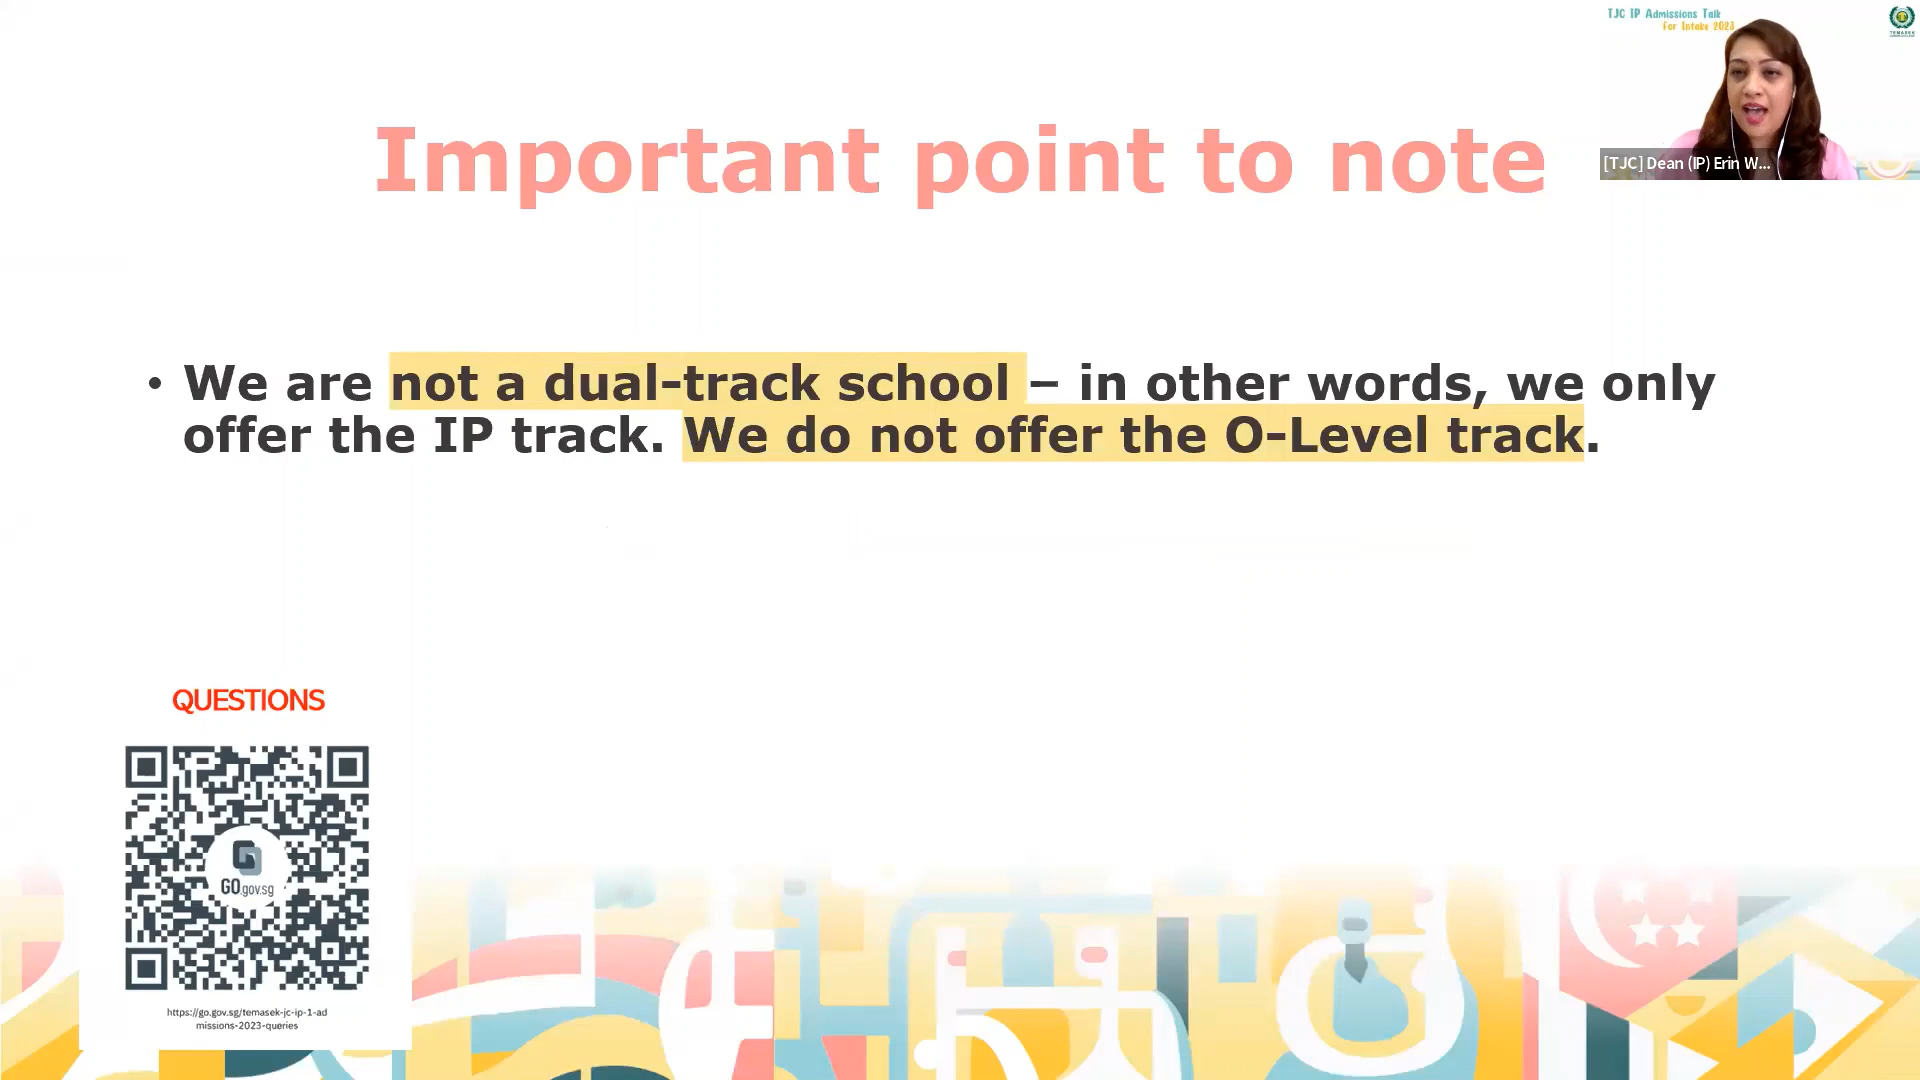 TJC IP Admissions Talk
for Intake 2023
TEMASEK
[TJC] Dean (IP) Erin W...
Important point to note
• We are not a dual-track school – in other words, we only
offer the IP track. We do not offer the O-Level track.
QUESTIONS
GO.gov.sg
https://go.gov.sg/temasek-jc-ip-1-ad
missions-2023-queries